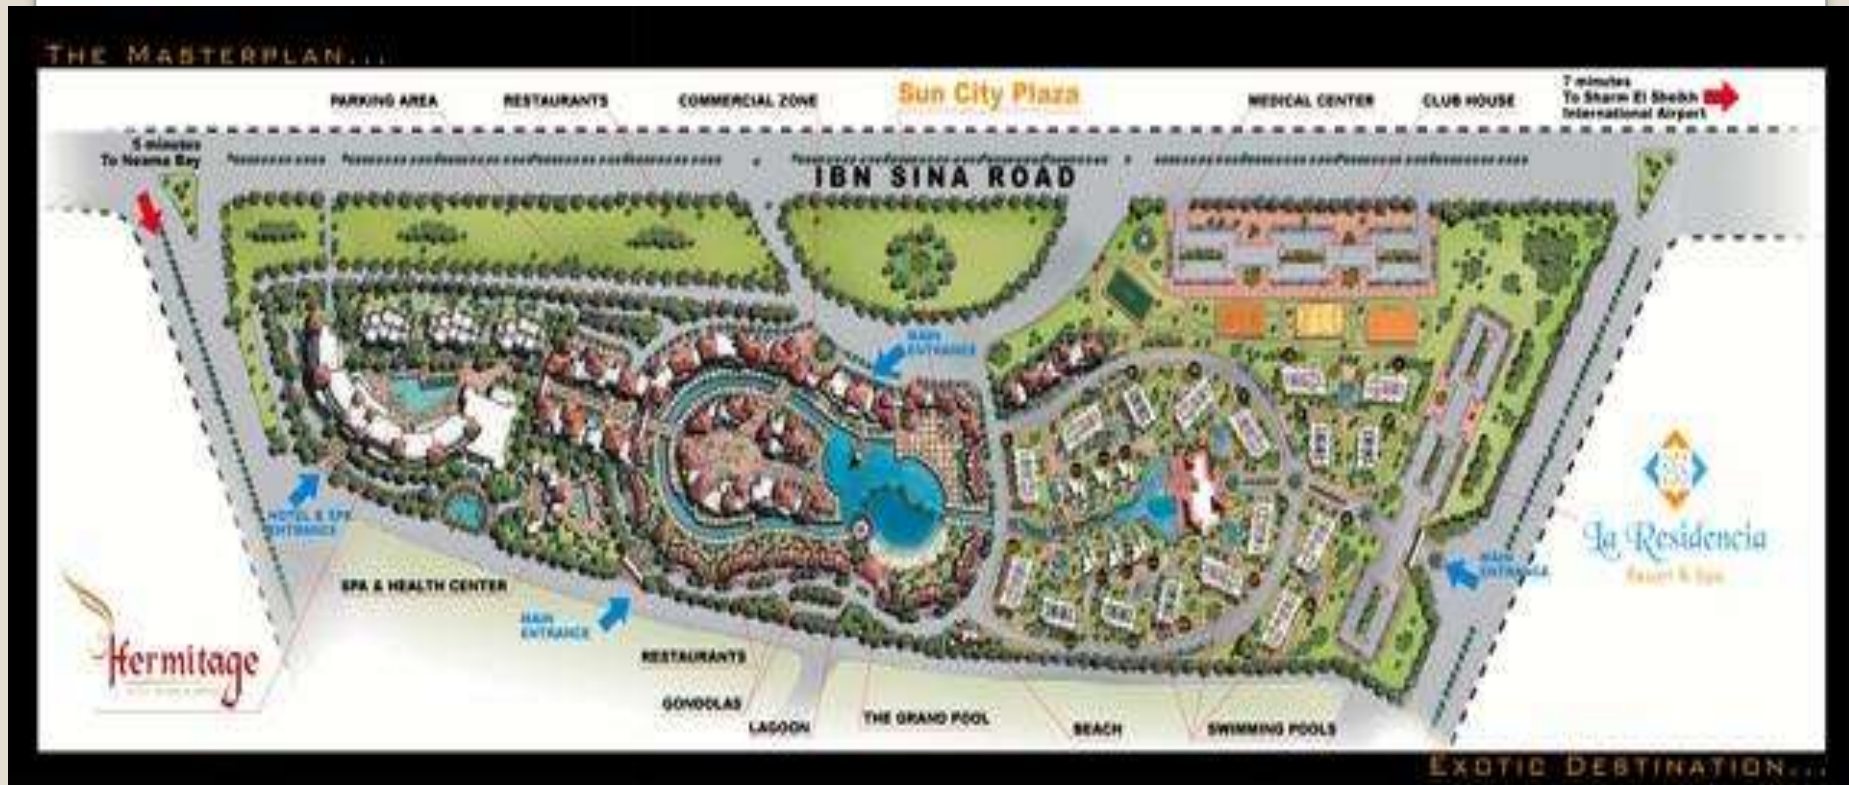 THE MASTERPLAN...
PARKING AREA
RESTAURANTS
COMMERCIAL ZONE
Sun City Plaza
MEDICAL CENTER
CLUB HOUSE
7 minutes
To Sharm El Sheikh
International Airport
5 minutes
To Neama Bay
IBN SINA ROAD
MAIN
ENTRANCE
HOTEL & SPA
ENTRANCE
MAIN
ENTRANCE
La Residencia
Resort & Spa
SPA & HEALTH CENTER
MAIN
ENTRANCE
Hermitage
RESTAURANTS
GONDOLAS
LAGOON
THE GRAND POOL
BEACH
SWIMMING POOLS
EXOTIC DESTINATION...